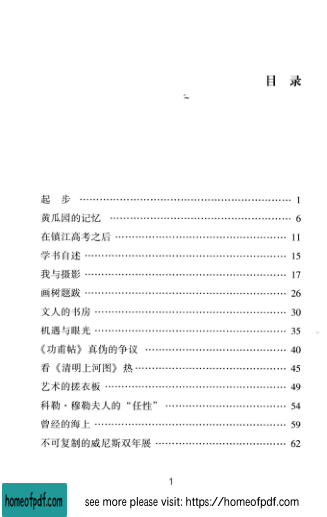 目 录
起 步 ………………………………………… 1
黄瓜园的记忆 ………………………………………… 6
在镇江高考之后 ………………………………………… 11
学书自述 ………………………………………… 15
我与摄影 ………………………………………… 17
画树题跋 ………………………………………… 26
文人的书房 ………………………………………… 30
机遇与眼光 ………………………………………… 35
《功甫帖》真伪的争议 ………………………………………… 40
看《清明上河图》热 ………………………………………… 45
艺术的搓衣板 ………………………………………… 49
科勒·穆勒夫人的“任性” ………………………………………… 54
曾经的海上 ………………………………………… 59
不可复制的威尼斯双年展 ………………………………………… 62
1
homeofpdf.com
see more please visit: https://homeofpdf.com